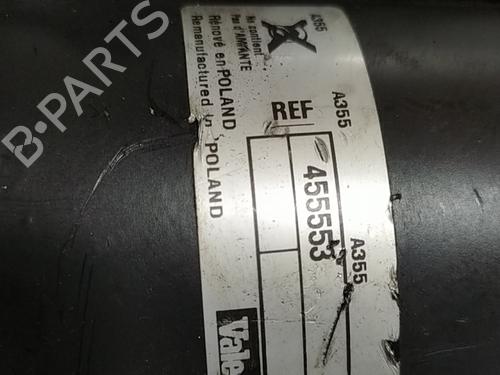 A355
Ne contient
Pas d'AMIANTE
Rénové en POLAND
Remanufactured in POLAND
A355
REF
455553
A355
Vale
B-PARTS